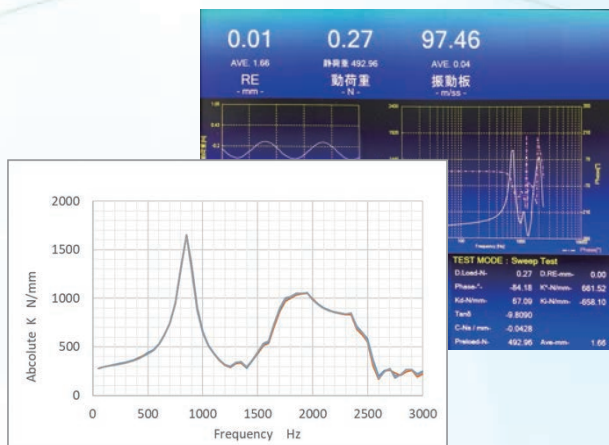 0.01 0.27 97.46
AVE. 1.66 静荷重 492.96 AVE. 0.04
RE 動荷重 振動板
- mm - - N - - m/ss -
TEST MODE : Sweep Test
D.Load-N- 0.27 D.RE-mm- 0.00
Phase-°- -84.18 K*-N/mm- 661.52
Kd-N/mm- 67.09 Ki-N/mm- -658.10
Tanδ -9.8090
C-Ns / mm- -0.0428
Preload-N- 492.96 Ave-mm- 1.66
Frequency (Hz)
Phase[°]
Abcolute K N/mm
2000
1500
1000
500
0
0 500 1000 1500 2000 2500 3000
Frequency Hz